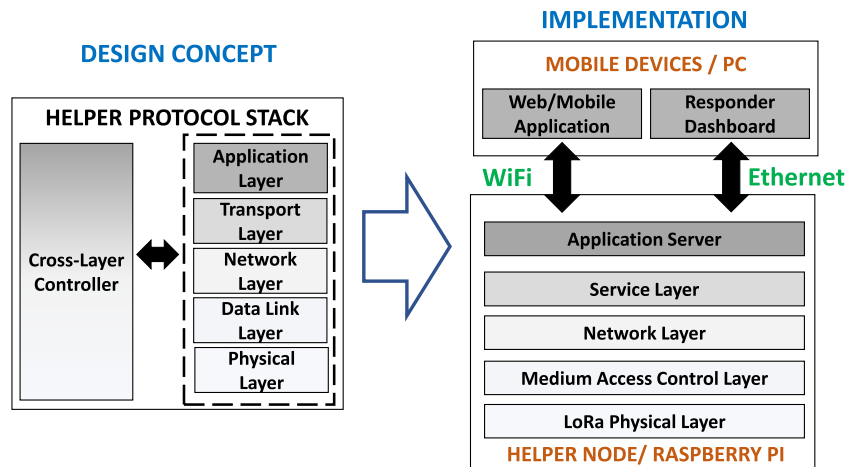 DESIGN CONCEPT
HELPER PROTOCOL STACK
Cross-Layer
Controller
Application
Layer
Transport
Layer
Network
Layer
Data Link
Layer
Physical
Layer
IMPLEMENTATION
MOBILE DEVICES / PC
Web/Mobile
Application
Responder
Dashboard
WiFi
Ethernet
Application Server
Service Layer
Network Layer
Medium Access Control Layer
LoRa Physical Layer
HELPER NODE/ RASPBERRY PI